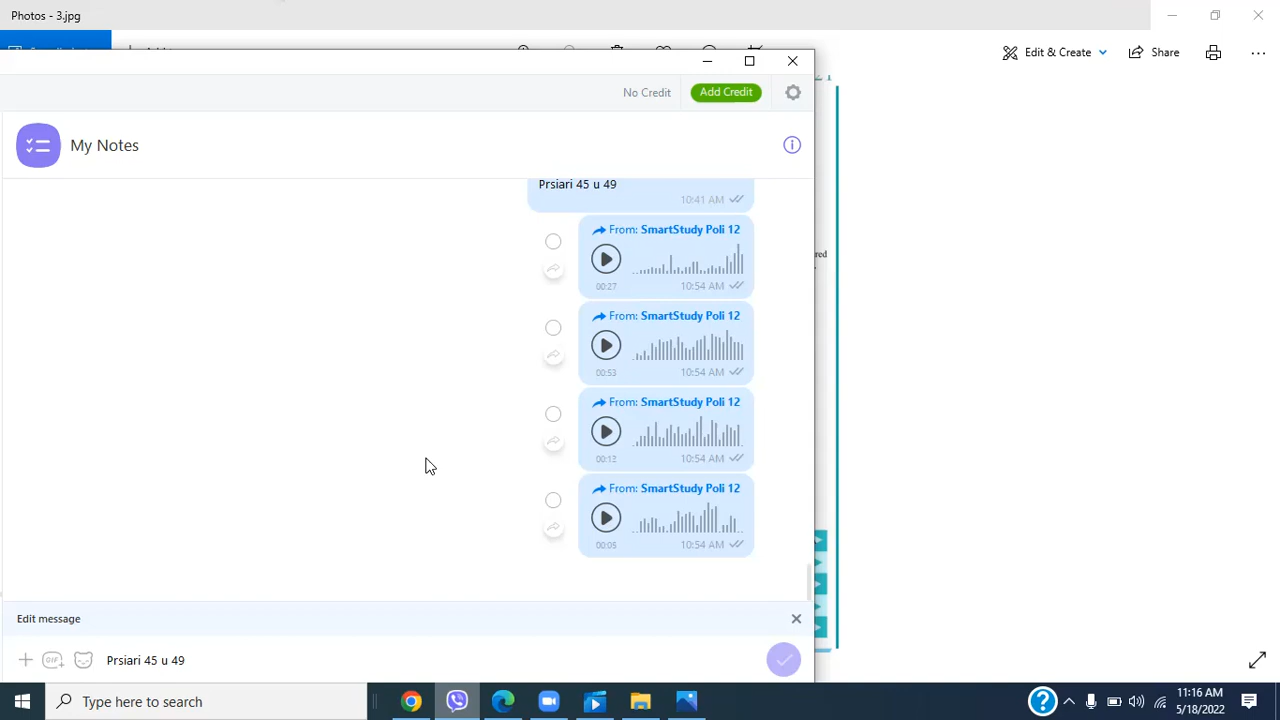 Photos - 3.jpg
Edit & Create
Share
No Credit
Add Credit
My Notes
Prsiari 45 u 49
10:41 AM
From: SmartStudy Poli 12
00:27
10:54 AM
From: SmartStudy Poli 12
00:53
10:54 AM
From: SmartStudy Poli 12
00:12
10:54 AM
From: SmartStudy Poli 12
00:05
10:54 AM
Edit message
GIF
Prsiari 45 u 49
Type here to search
11:16 AM
5/18/2022